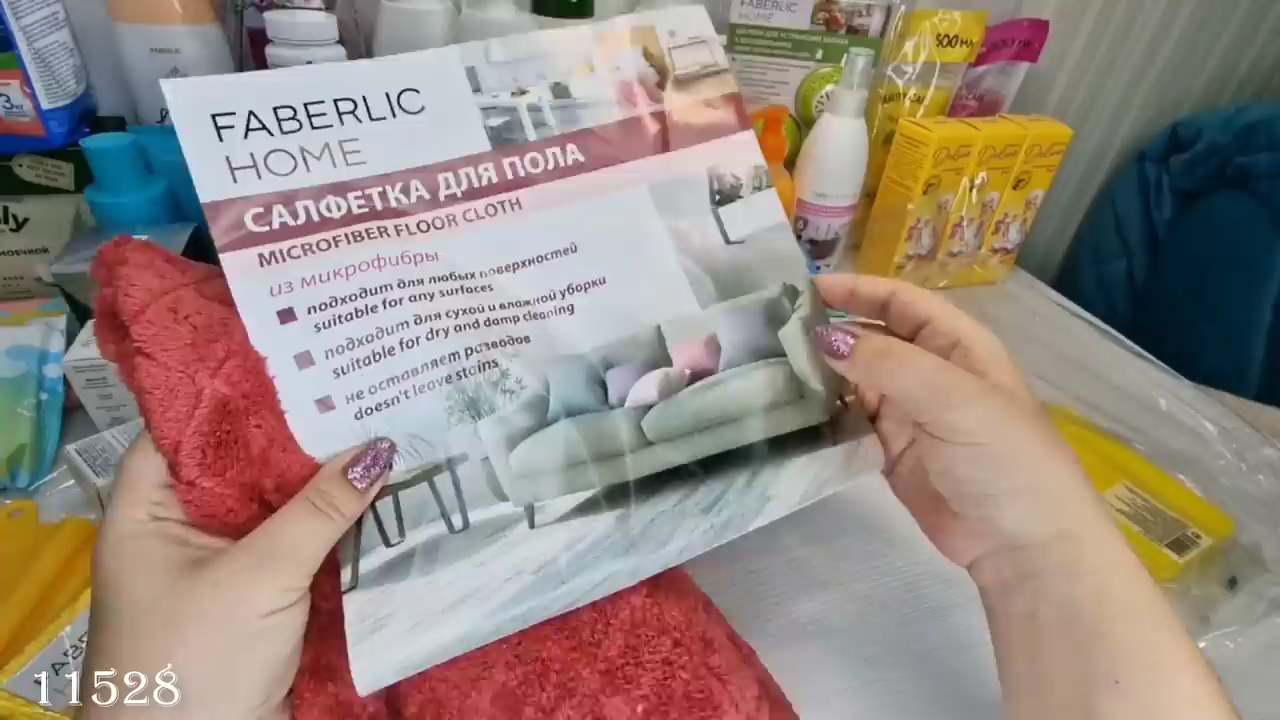 FABERLIC
HOME
САЛФЕТКА ДЛЯ ПОЛА
MICROFIBER FLOOR CLOTH
из микрофибры
подходит для любых поверхностей
suitable for any surfaces
подходит для сухой и влажной уборки
suitable for dry and damp cleaning
не оставляет разводов
doesn't leave stains
FABERLIC
HOME
500 МЛ
11528